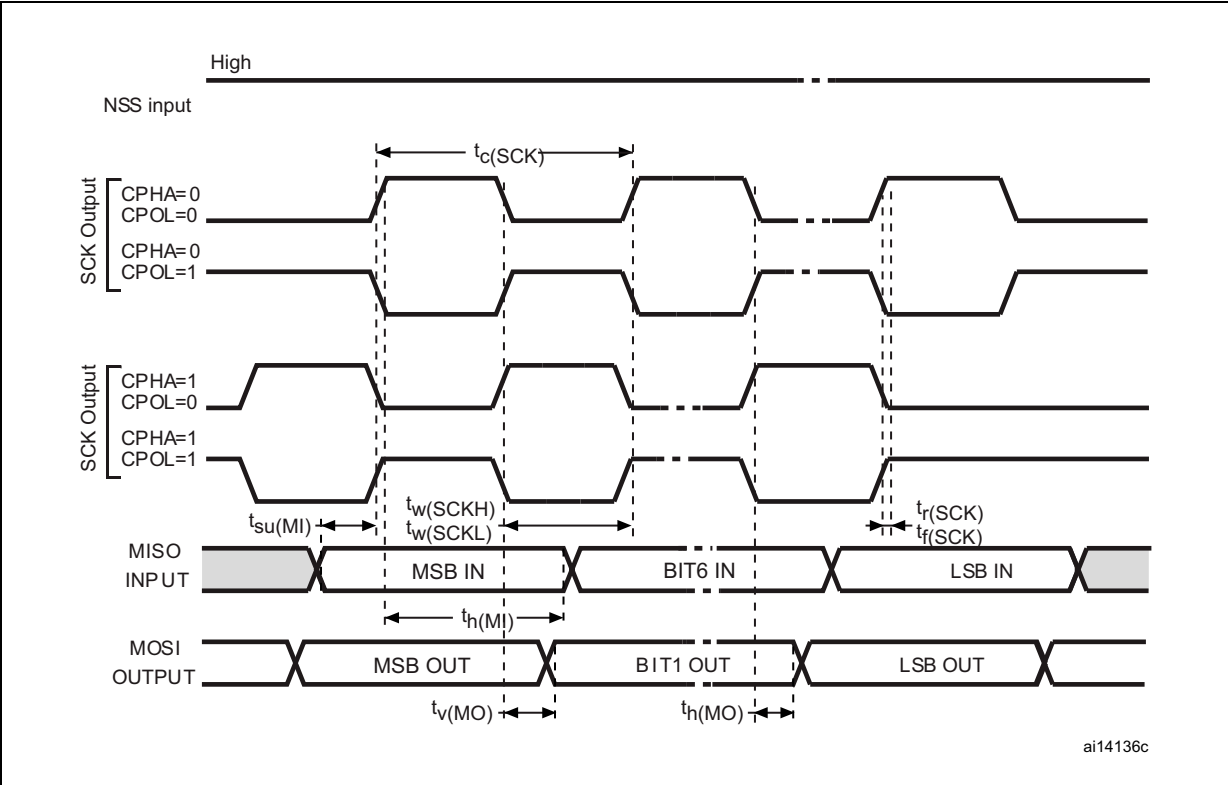 High
NSS input
tc(SCK)
SCK Output
CPHA=0
CPOL=0
CPHA=0
CPOL=1
SCK Output
CPHA=1
CPOL=0
CPHA=1
CPOL=1
tsu(MI)
tw(SCKH)
tw(SCKL)
tr(SCK)
tf(SCK)
MISO
INPUT
MSB IN
BIT6 IN
LSB IN
th(MI)
MOSI
OUTPUT
MSB OUT
BIT1 OUT
LSB OUT
tv(MO)
th(MO)
ai14136c